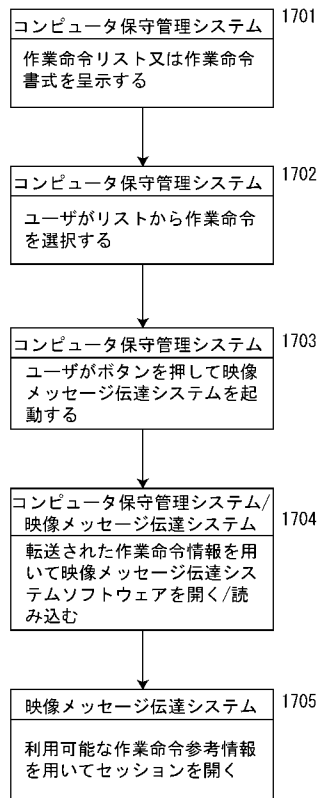 コンピュータ保守管理システム
1701
作業命令リスト又は作業命令
書式を呈示する
コンピュータ保守管理システム
1702
ユーザがリストから作業命令
を選択する
コンピュータ保守管理システム
1703
ユーザがボタンを押して映像
メッセージ伝達システムを起
動する
コンピュータ保守管理システム/
映像メッセージ伝達システム
1704
転送された作業命令情報を用
いて映像メッセージ伝達シス
テムソフトウェアを開く/読
み込む
映像メッセージ伝達システム
1705
利用可能な作業命令参考情報
を用いてセッションを開く